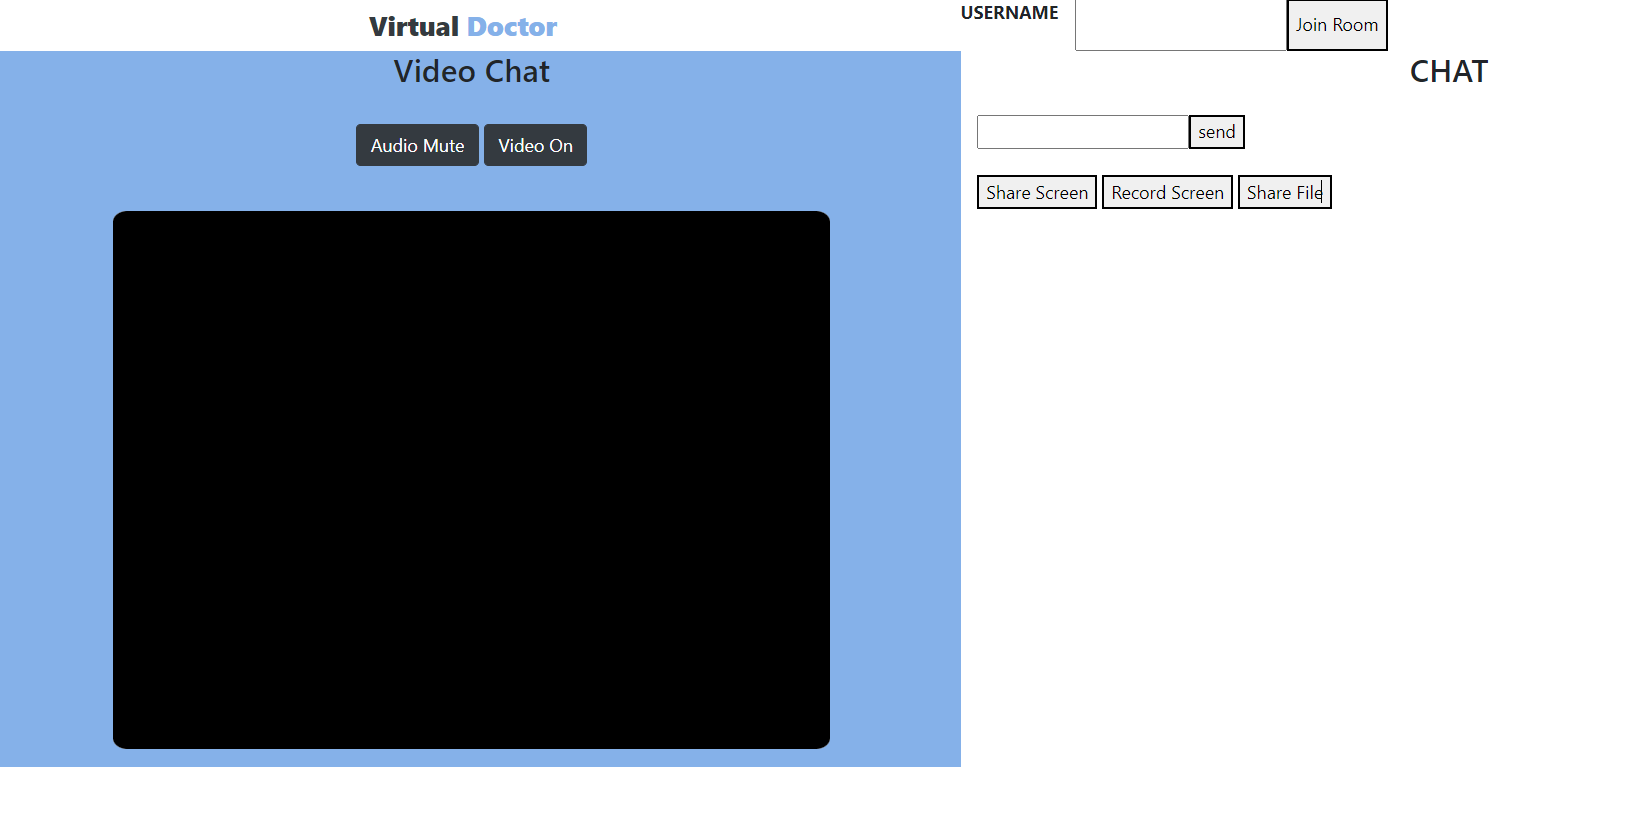 Virtual Doctor
USERNAME
Join Room
Video Chat
Audio Mute
Video On
CHAT
send
Share Screen
Record Screen
Share File